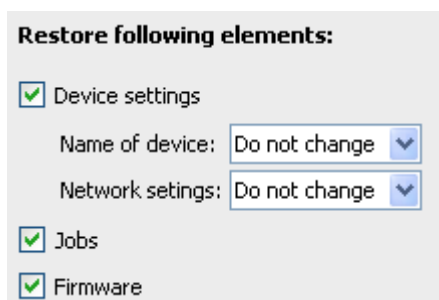 Restore following elements:
Device settings
Name of device: Do not change
Network setings: Do not change
Jobs
Firmware